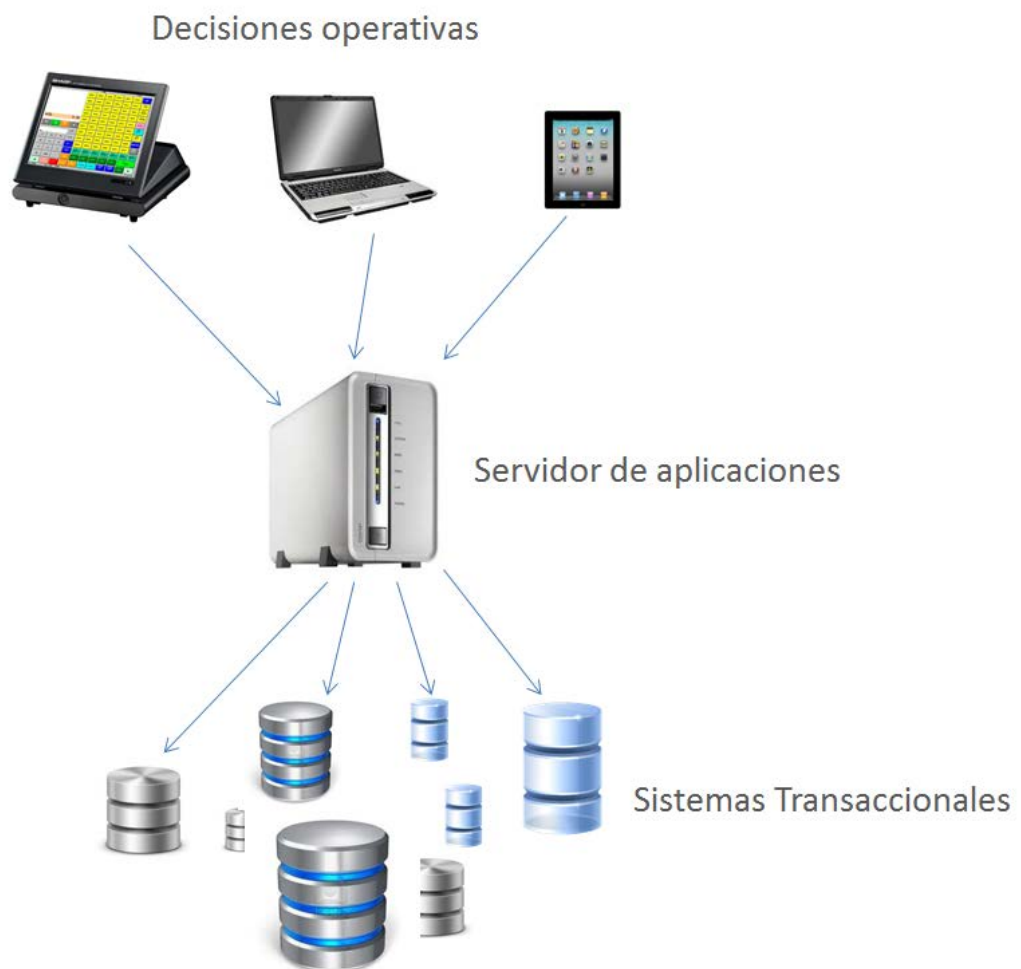 Decisiones operativas
Servidor de aplicaciones
Sistemas Transaccionales